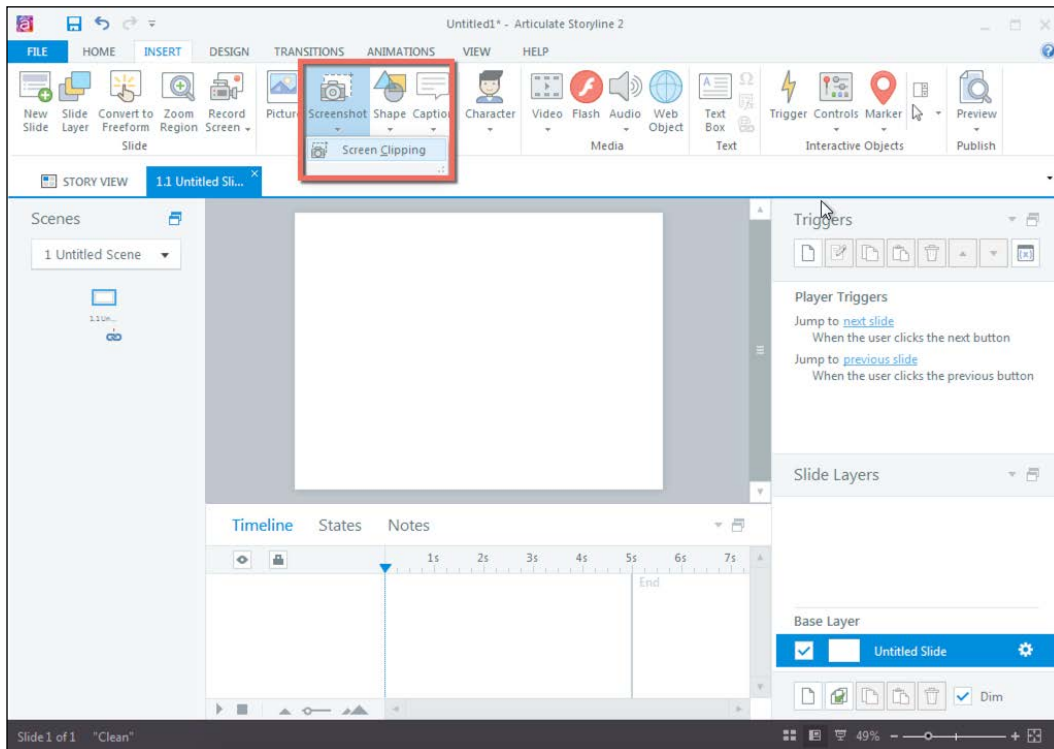 Untitled1* - Articulate Storyline 2
FILE HOME INSERT DESIGN TRANSITIONS ANIMATIONS VIEW HELP
New Slide Convert to Zoom Record Picture Screenshot Shape Caption Character Video Flash Audio Web Text Trigger Controls Marker Preview
Slide Layer Freeform Region Screen Object Box
Slide Media Text Interactive Objects Publish
Screen Clipping
STORY VIEW 1.1 Untitled Sli...
Scenes
1 Untitled Scene
1.1 Un...
Triggers
Player Triggers
Jump to next slide
When the user clicks the next button
Jump to previous slide
When the user clicks the previous button
Slide Layers
Timeline States Notes
1s 2s 3s 4s 5s 6s 7s
End
Base Layer
Untitled Slide
Dim
Slide 1 of 1 "Clean" 49%